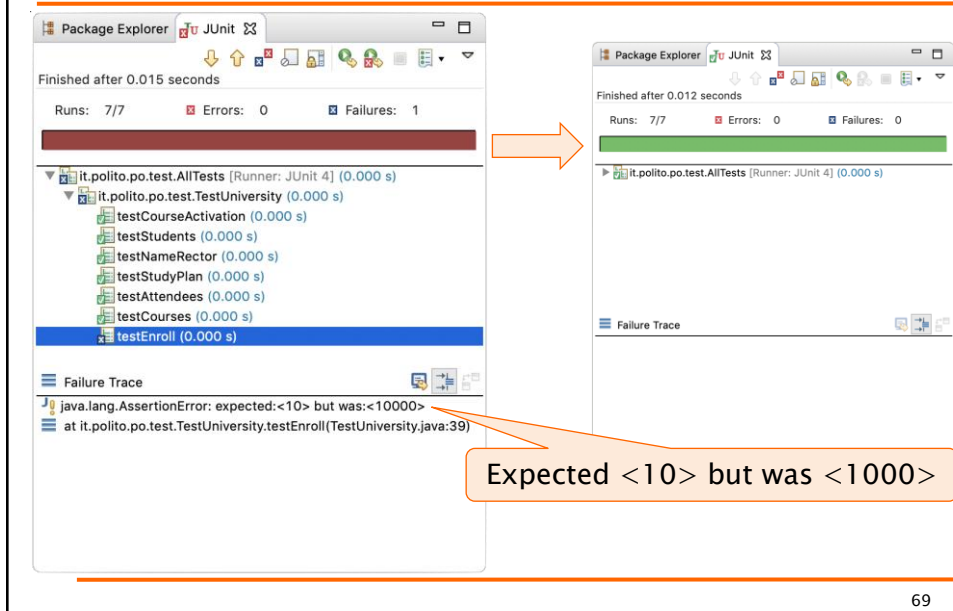 Package Explorer JUnit
Finished after 0.015 seconds
Runs: 7/7 Errors: 0 Failures: 1
it.polito.po.test.AllTests [Runner: JUnit 4] (0.000 s)
it.polito.po.test.TestUniversity (0.000 s)
testCourseActivation (0.000 s)
testStudents (0.000 s)
testNameRector (0.000 s)
testStudyPlan (0.000 s)
testAttendees (0.000 s)
testCourses (0.000 s)
testEnroll (0.000 s)
Failure Trace
java.lang.AssertionError: expected:<10> but was:<10000>
at it.polito.po.test.TestUniversity.testEnroll(TestUniversity.java:39)
Package Explorer JUnit
Finished after 0.012 seconds
Runs: 7/7 Errors: 0 Failures: 0
it.polito.po.test.AllTests [Runner: JUnit 4] (0.000 s)
Failure Trace
Expected <10> but was <1000>
69